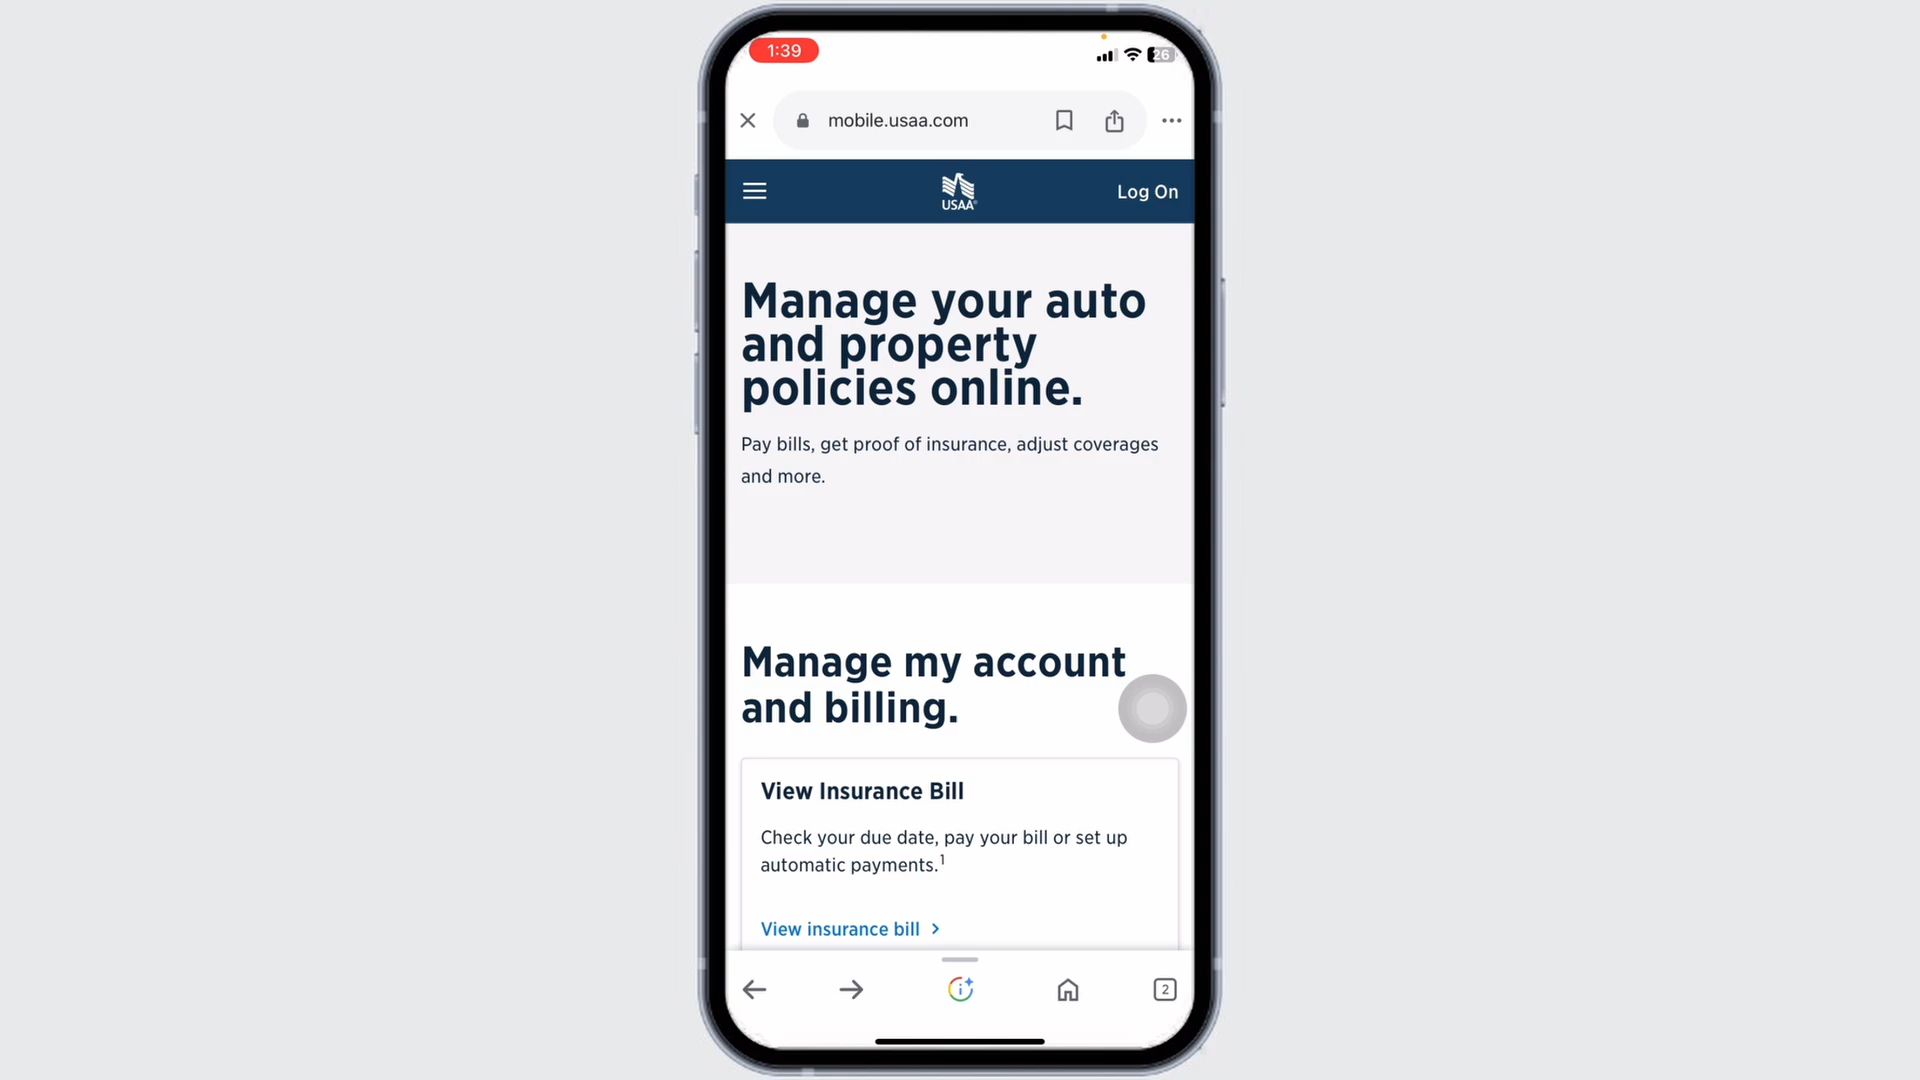 1:39
26
mobile.usaa.com
USAA®
Log On
Manage your auto
and property
policies online.
Pay bills, get proof of insurance, adjust coverages
and more.
Manage my account
and billing.
View Insurance Bill
Check your due date, pay your bill or set up
automatic payments.1
View insurance bill
2